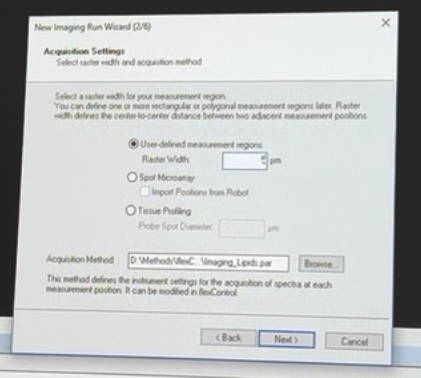 New Imaging Run Wizard (2/6)
Acquisition Settings
Select raster width and acquisition method
Select a raster width for your measurement region.
You can define one or more rectangular or polygonal measurement regions later. Raster
width defines the center-to-center distance between two adjacent measurement positions
User-defined measurement regions
Raster Width: µm
Spot Microarray
Import Positions from Robot
Tissue Profiling
Probe Spot Diameter: µm
Acquisition Method: D:\Methods\flexC...\Imaging_Lipids.par Browse...
This method defines the instrument settings for the acquisition of spectra at each
measurement position. It can be modified in flexControl.
< Back Next > Cancel